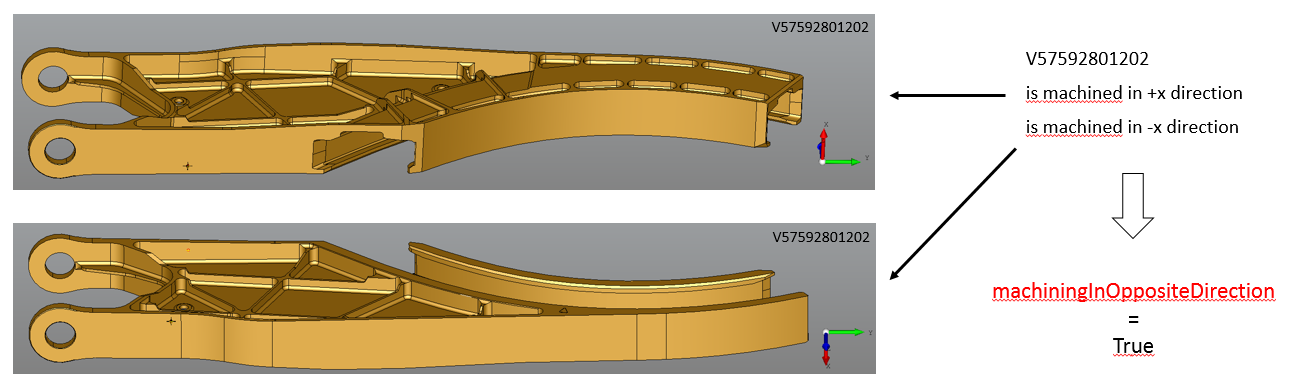 V57592801202
V57592801202
is machined in +x direction
is machined in -x direction
X
Y
V57592801202
machiningInOppositeDirection
=
True
Y
X